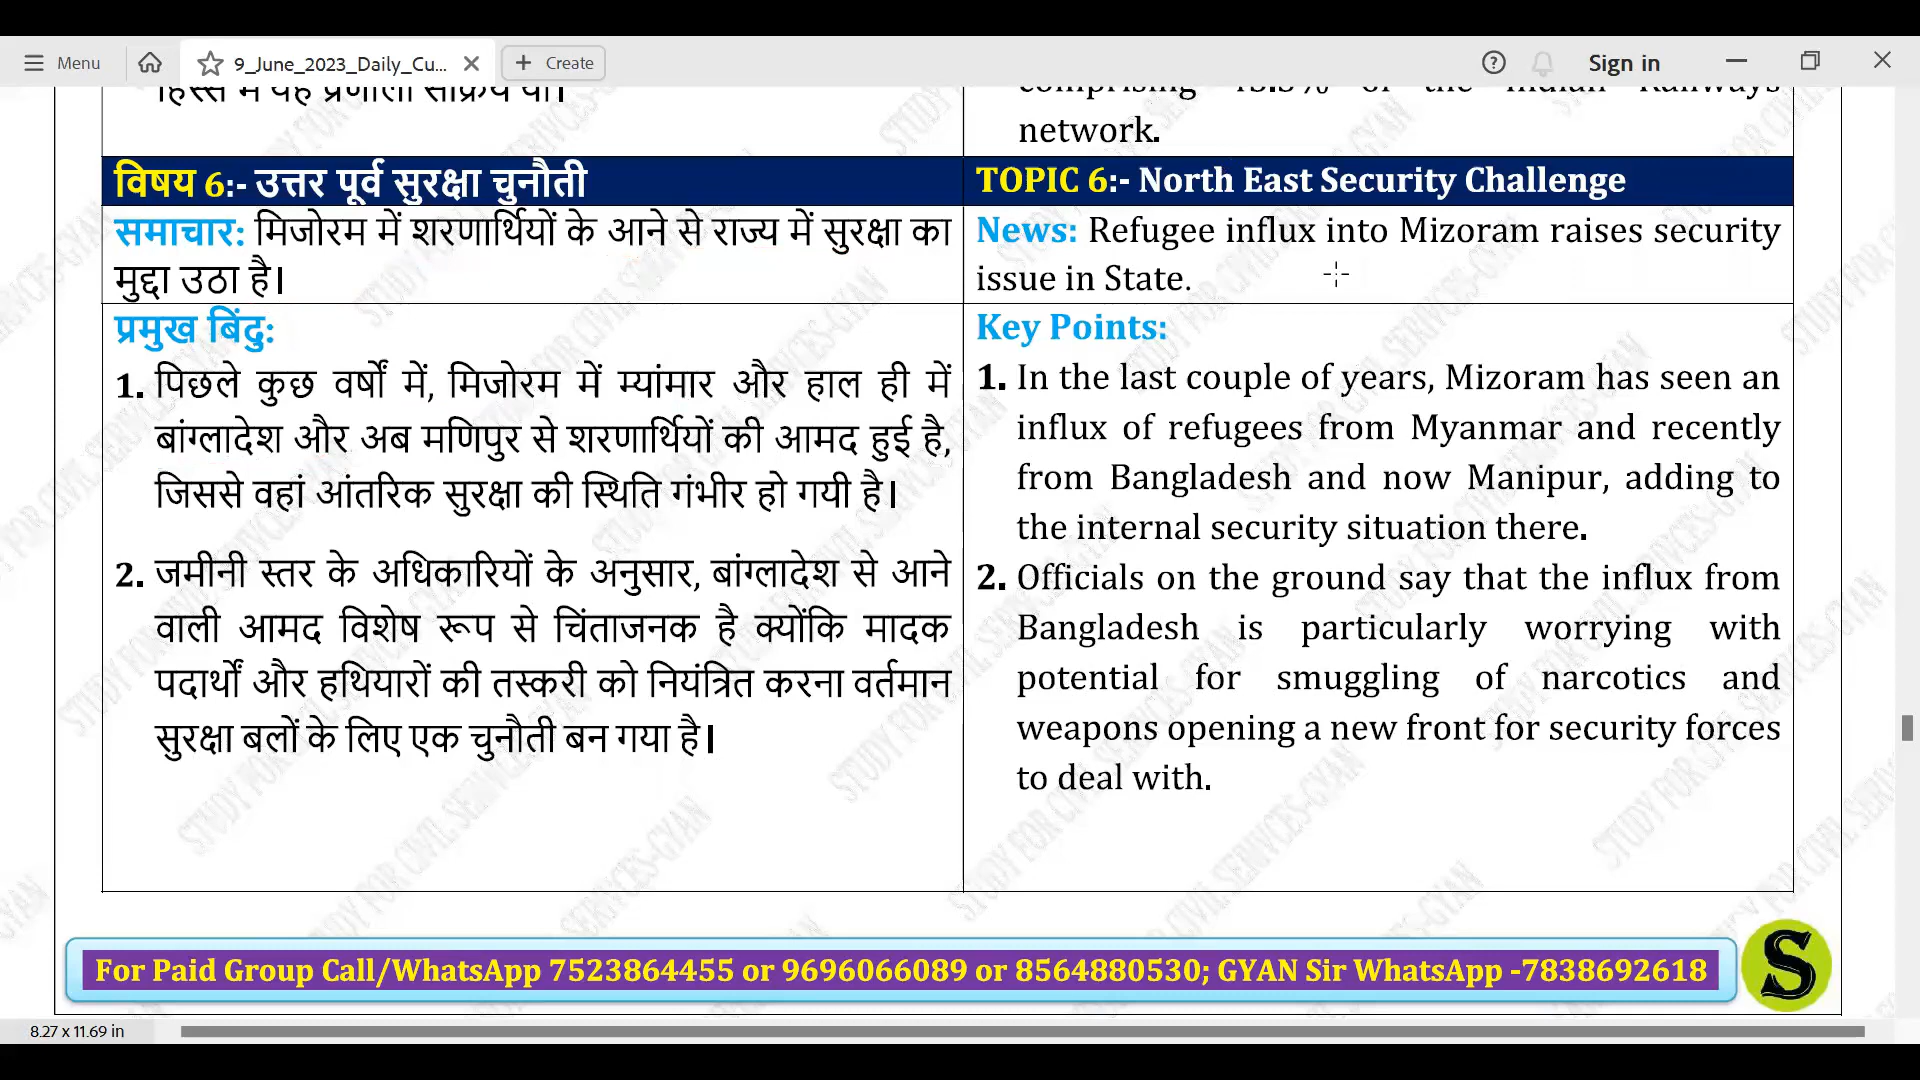 Menu
9_June_2023_Daily_Cu...
Create
Sign in
हिस्से में यह प्रणाली सक्रिय थी।
network.
विषय 6:- उत्तर पूर्व सुरक्षा चुनौती
समाचार: मिजोरम में शरणार्थियों के आने से राज्य में सुरक्षा का
मुद्दा उठा है।
प्रमुख बिंदु:
1. पिछले कुछ वर्षों में, मिजोरम में म्यांमार और हाल ही में
बांग्लादेश और अब मणिपुर से शरणार्थियों की आमद हुई है,
जिससे वहां आंतरिक सुरक्षा की स्थिति गंभीर हो गयी है।
2. जमीनी स्तर के अधिकारियों के अनुसार, बांग्लादेश से आने
वाली आमद विशेष रूप से चिंताजनक है क्योंकि मादक
पदार्थों और हथियारों की तस्करी को नियंत्रित करना वर्तमान
सुरक्षा बलों के लिए एक चुनौती बन गया है।
TOPIC 6:- North East Security Challenge
News: Refugee influx into Mizoram raises security
issue in State.
Key Points:
1. In the last couple of years, Mizoram has seen an
influx of refugees from Myanmar and recently
from Bangladesh and now Manipur, adding to
the internal security situation there.
2. Officials on the ground say that the influx from
Bangladesh is particularly worrying with
potential for smuggling of narcotics and
weapons opening a new front for security forces
to deal with.
For Paid Group Call/WhatsApp 7523864455 or 9696066089 or 8564880530; GYAN Sir WhatsApp -7838692618
S
8.27 x 11.69 in